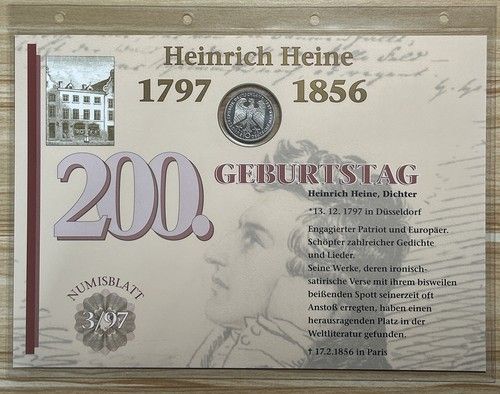 Heinrich Heine
1797 1856
200. GEBURTSTAG
Heinrich Heine, Dichter
*13. 12. 1797 in Düsseldorf
Engagierter Patriot und Europäer.
Schöpfer zahlreicher Gedichte
und Lieder.
Seine Werke, deren ironisch-
satirische Verse mit ihrem bisweilen
beißenden Spott seinerzeit oft
Anstoß erregten, haben einen
herausragenden Platz in der
Weltliteratur gefunden.
† 17.2.1856 in Paris
NUMISBLATT
3/97